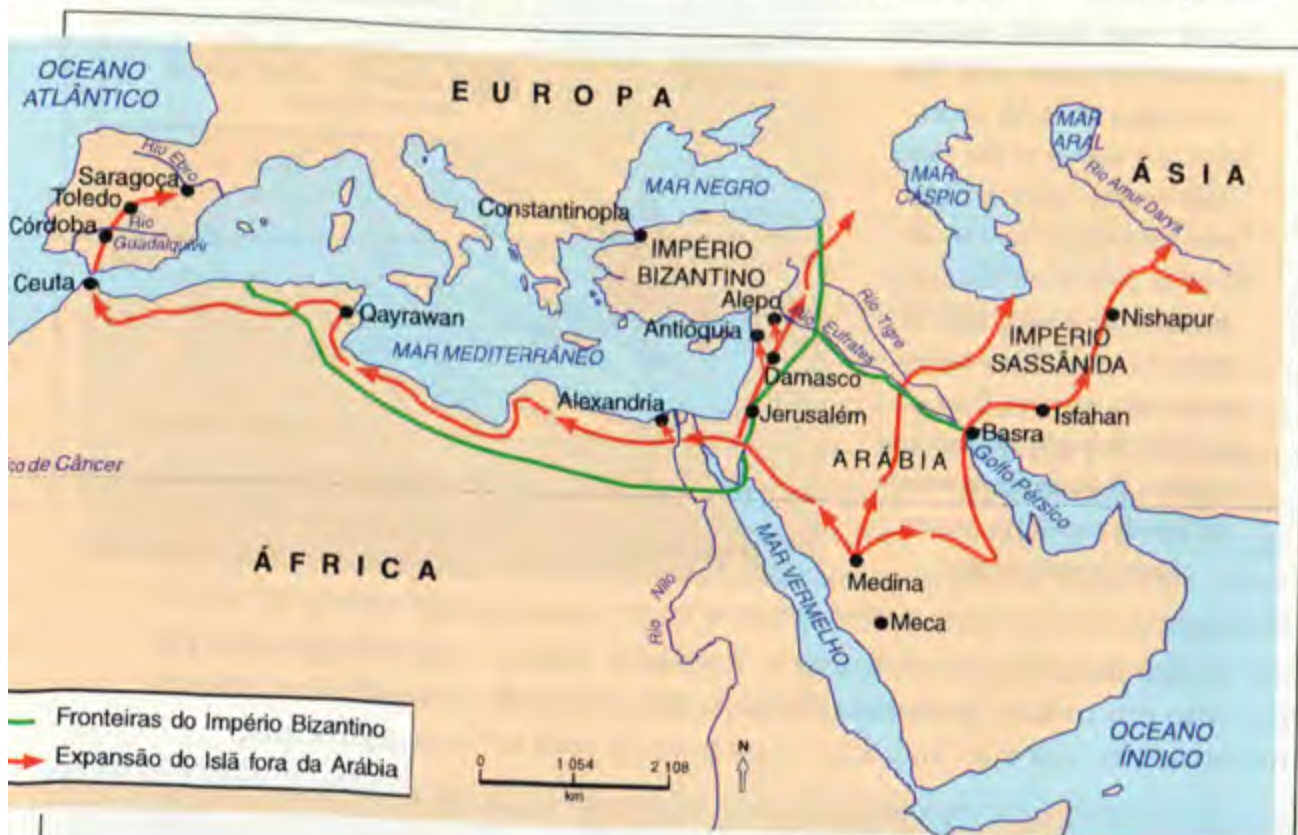 OCEANO
ATLÂNTICO
EUROPA
MAR
ARAL
ÁSIA
Rio Ebro
Saragoça
Toledo
Córdoba
Rio
Guadalquivir
Ceuta
MAR NEGRO
MAR
CÁSPIO
Rio Amur Darya
Constantinopla
IMPÉRIO
BIZANTINO
Alepo
Antióquia
Rio Tigre
Rio Eufrates
Qayrawan
MAR MEDITERRÂNEO
Damasco
IMPÉRIO
SASSÂNIDA
Nishapur
Alexandria
Jerusalém
Isfahan
Basra
ARÁBIA
Golfo Pérsico
co de Câncer
ÁFRICA
MAR VERMELHO
Medina
Meca
Rio Nilo
Fronteiras do Império Bizantino
Expansão do Islã fora da Arábia
0 1 054 2 108
km
N
OCEANO
ÍNDICO